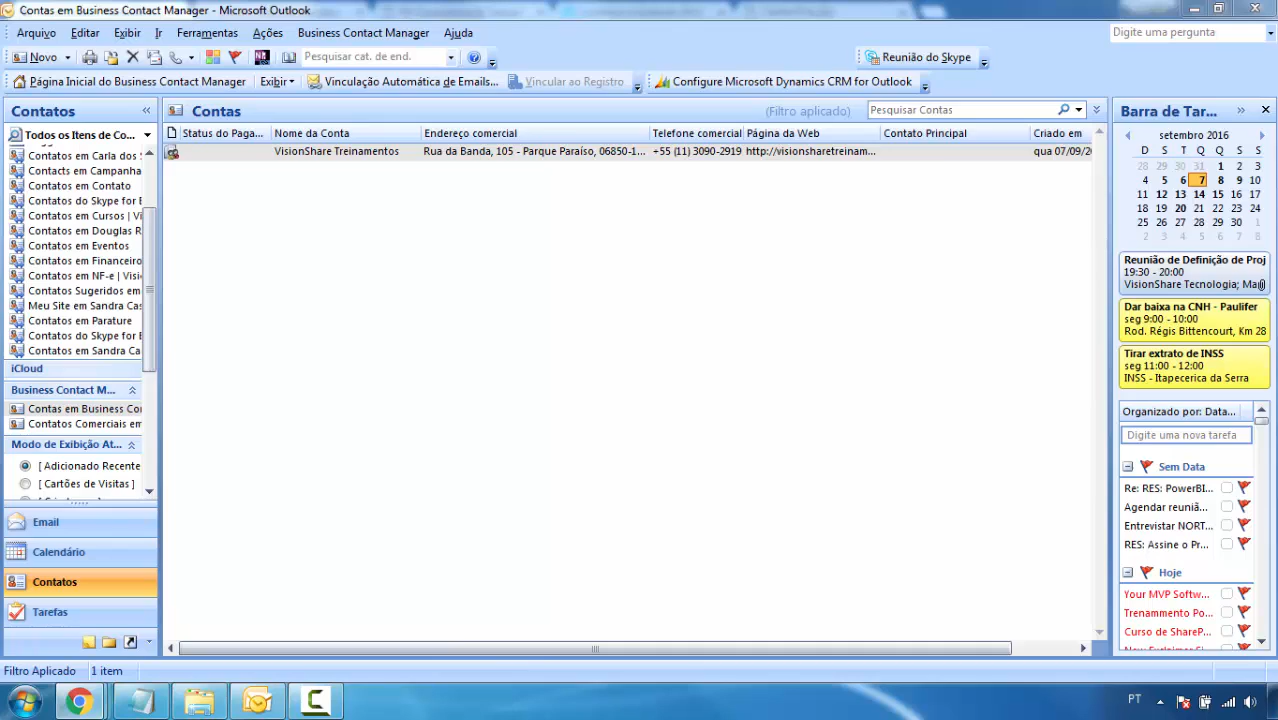 Contas em Business Contact Manager - Microsoft Outlook
Arquivo Editar Exibir Ir Ferramentas Ações Business Contact Manager Ajuda
Digite uma pergunta
Novo Pesquisar cat. de end. Reunião do Skype
Página Inicial do Business Contact Manager Exibir Vinculação Automática de Emails... Vincular ao Registro Configure Microsoft Dynamics CRM for Outlook
Contatos «
Todos os Itens de Co...
Contatos em Carla dos S
Contacts em Campanha
Contatos em Contato
Contatos do Skype for B
Contatos em Cursos | Vi
Contatos em Douglas R
Contatos em Eventos
Contatos em Financeiro
Contatos em NF-e | Visi
Contatos Sugeridos em
Meu Site em Sandra Cas
Contatos em Parature
Contatos do Skype for E
Contatos em Sandra Ca
iCloud
Business Contact M...
Contas em Business Cor
Contatos Comerciais em
Modo de Exibição At...
[ Adicionado Recente
[ Cartões de Visitas ]
Email
Calendário
Contatos
Tarefas
Contas
(Filtro aplicado) Pesquisar Contas
Status do Paga... Nome da Conta Endereço comercial Telefone comercial Página da Web Contato Principal Criado em
VisionShare Treinamentos Rua da Banda, 105 - Parque Paraíso, 06850-1... +55 (11) 3090-2919 http://visionsharetreinam... qua 07/09/20
Barra de Tar... »
setembro 2016
D S T Q Q S S
28 29 30 31 1 2 3
4 5 6 7 8 9 10
11 12 13 14 15 16 17
18 19 20 21 22 23 24
25 26 27 28 29 30 1
2 3 4 5 6 7 8
Reunião de Definição de Proj
19:30 - 20:00
VisionShare Tecnologia; Ma
Dar baixa na CNH - Paulifer
seg 9:00 - 10:00
Rod. Régis Bittencourt, Km 28
Tirar extrato de INSS
seg 11:00 - 12:00
INSS - Itapecerica da Serra
Organizado por: Data...
Digite uma nova tarefa
Sem Data
Re: RES: PowerBI...
Agendar reuniã...
Entrevistar NORT...
RES: Assine o Pr...
Hoje
Your MVP Softw...
Trenammento Po...
Curso de ShareP...
Filtro Aplicado 1 item
PT